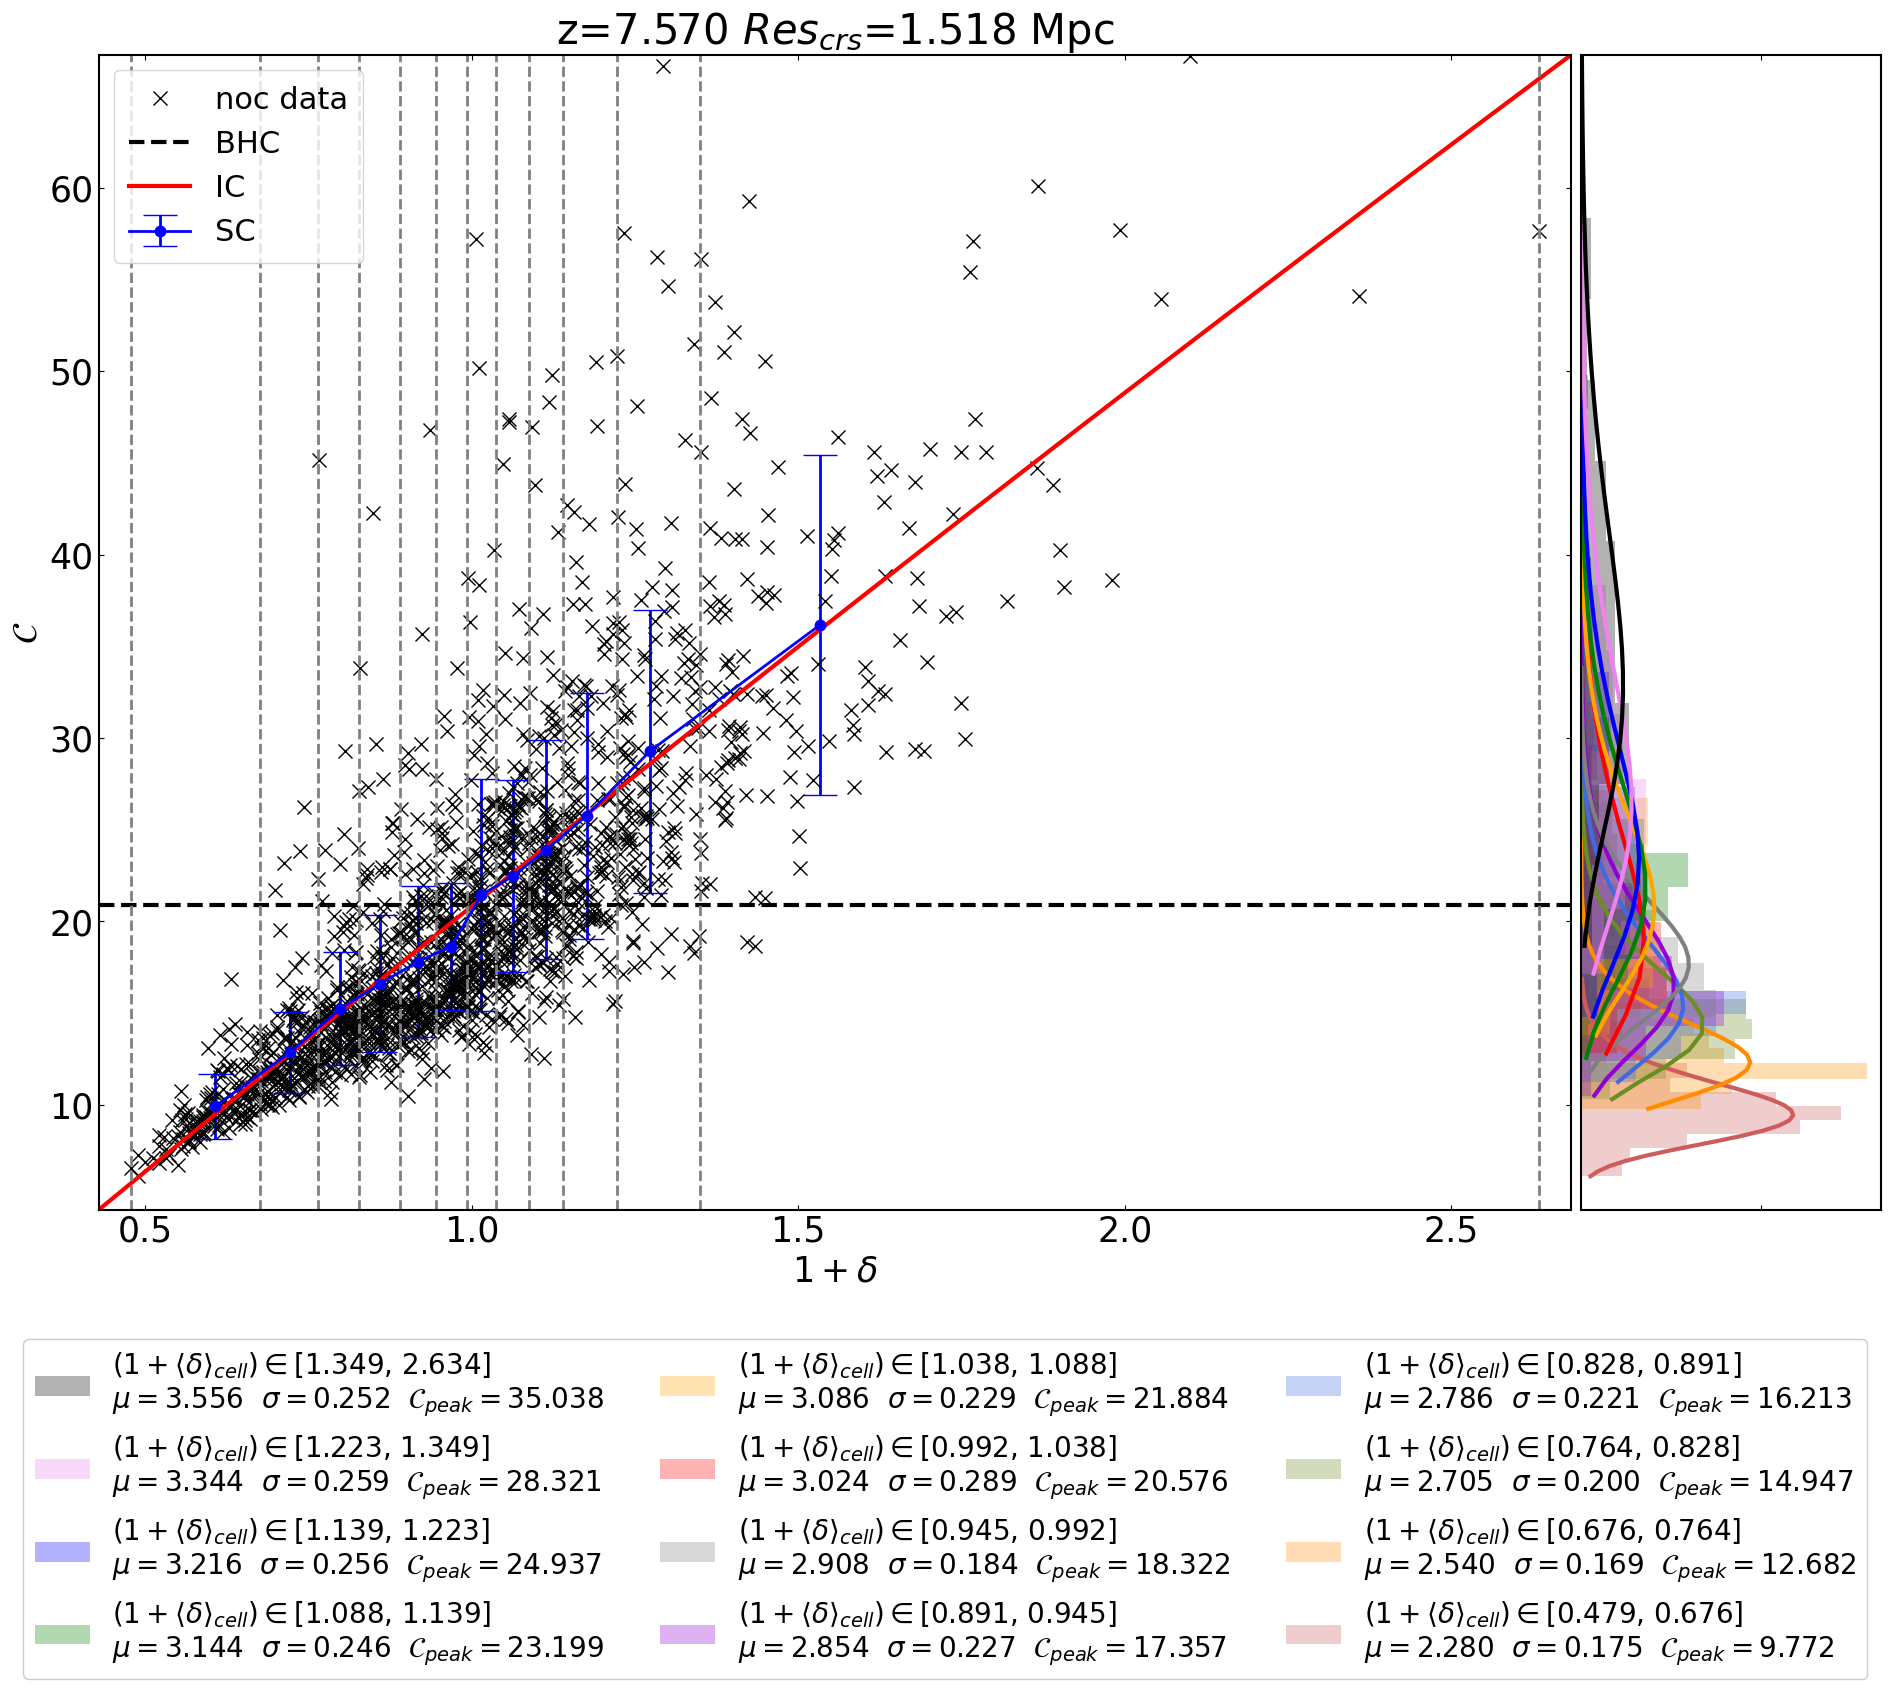 z=7.570 Res_crs=1.518 Mpc
noc data
BHC
IC
SC
𝒞
60
50
40
30
20
10
0.5 1.0 1.5 2.0 2.5
1 + δ
(1 + ⟨δ⟩_cell) ∈ [1.349, 2.634]
μ = 3.556 σ = 0.252 𝒞_peak = 35.038
(1 + ⟨δ⟩_cell) ∈ [1.223, 1.349]
μ = 3.344 σ = 0.259 𝒞_peak = 28.321
(1 + ⟨δ⟩_cell) ∈ [1.139, 1.223]
μ = 3.216 σ = 0.256 𝒞_peak = 24.937
(1 + ⟨δ⟩_cell) ∈ [1.088, 1.139]
μ = 3.144 σ = 0.246 𝒞_peak = 23.199
(1 + ⟨δ⟩_cell) ∈ [1.038, 1.088]
μ = 3.086 σ = 0.229 𝒞_peak = 21.884
(1 + ⟨δ⟩_cell) ∈ [0.992, 1.038]
μ = 3.024 σ = 0.289 𝒞_peak = 20.576
(1 + ⟨δ⟩_cell) ∈ [0.945, 0.992]
μ = 2.908 σ = 0.184 𝒞_peak = 18.322
(1 + ⟨δ⟩_cell) ∈ [0.891, 0.945]
μ = 2.854 σ = 0.227 𝒞_peak = 17.357
(1 + ⟨δ⟩_cell) ∈ [0.828, 0.891]
μ = 2.786 σ = 0.221 𝒞_peak = 16.213
(1 + ⟨δ⟩_cell) ∈ [0.764, 0.828]
μ = 2.705 σ = 0.200 𝒞_peak = 14.947
(1 + ⟨δ⟩_cell) ∈ [0.676, 0.764]
μ = 2.540 σ = 0.169 𝒞_peak = 12.682
(1 + ⟨δ⟩_cell) ∈ [0.479, 0.676]
μ = 2.280 σ = 0.175 𝒞_peak = 9.772